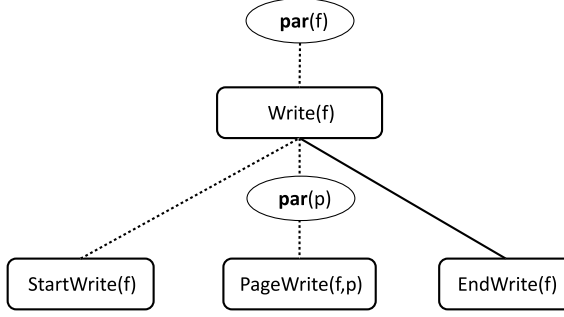 par(f)
Write(f)
par(p)
StartWrite(f) PageWrite(f,p) EndWrite(f)